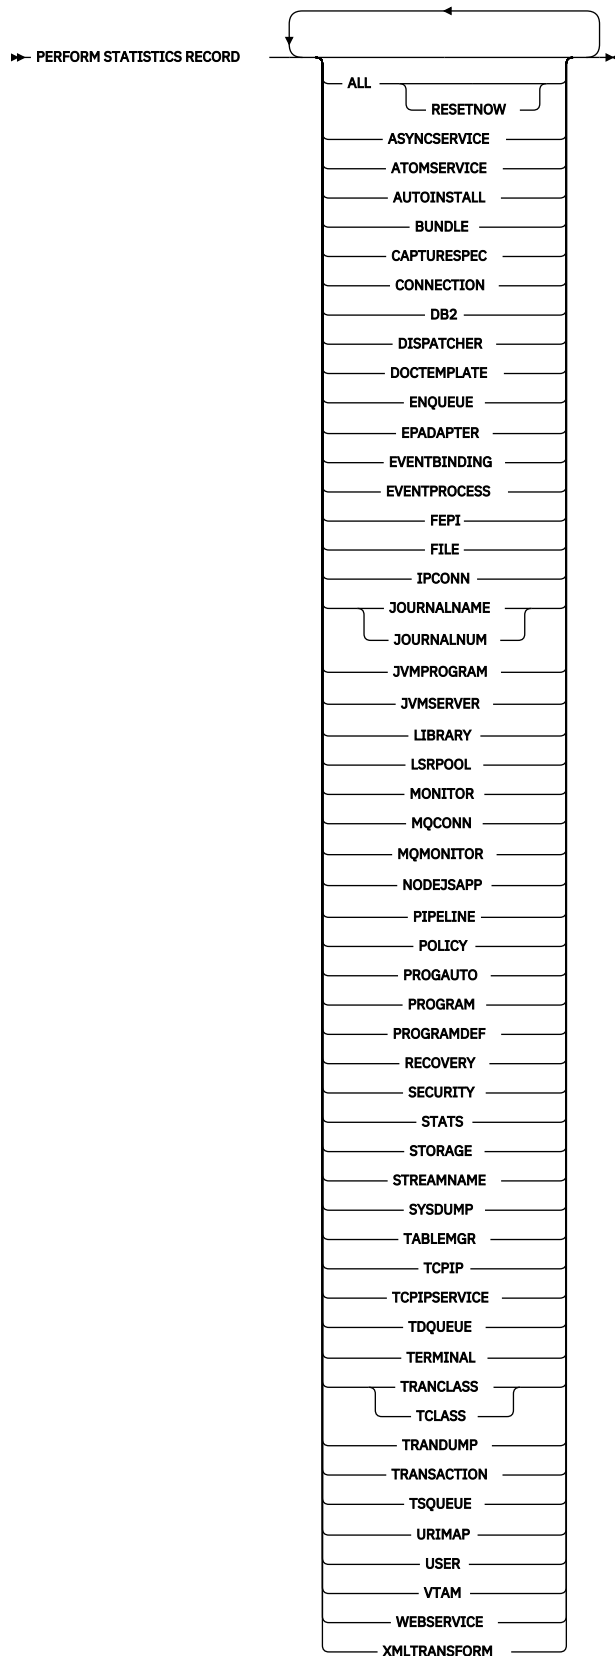 PERFORM STATISTICS RECORD
ALL
RESETNOW
ASYNCSERVICE
ATOMSERVICE
AUTOINSTALL
BUNDLE
CAPTURESPEC
CONNECTION
DB2
DISPATCHER
DOCTEMPLATE
ENQUEUE
EPADAPTER
EVENTBINDING
EVENTPROCESS
FEPI
FILE
IPCONN
JOURNALNAME
JOURNALNUM
JVMPROGRAM
JVMSERVER
LIBRARY
LSRPOOL
MONITOR
MQCONN
MQMONITOR
NODEJSAPP
PIPELINE
POLICY
PROGAUTO
PROGRAM
PROGRAMDEF
RECOVERY
SECURITY
STATS
STORAGE
STREAMNAME
SYSDUMP
TABLEMGR
TCPIP
TCPIPSERVICE
TDQUEUE
TERMINAL
TRANCLASS
TCLASS
TRANDUMP
TRANSACTION
TSQUEUE
URIMAP
USER
VTAM
WEBSERVICE
XMLTRANSFORM